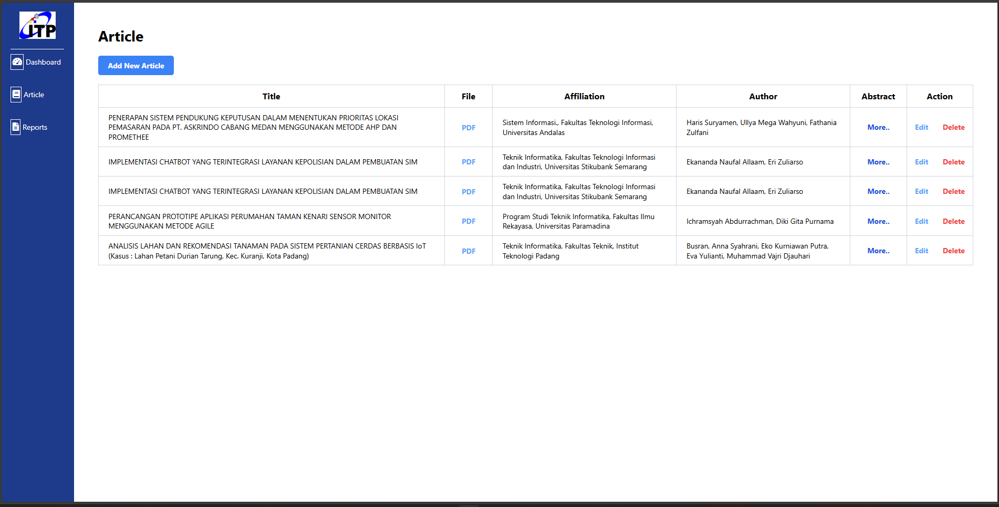 ITP
Dashboard
Article
Reports
Article
Add New Article
Title File Affiliation Author Abstract Action
PENERAPAN SISTEM PENDUKUNG KEPUTUSAN DALAM MENENTUKAN PRIORITAS LOKASI
PEMASARAN PADA PT. ASKRINDO CABANG MEDAN MENGGUNAKAN METODE AHP DAN
PROMETHEE
PDF
Sistem Informasi., Fakultas Teknologi Informasi,
Universitas Andalas
Haris Suryamen, Ullya Mega Wahyuni, Fathania
Zulfani
More..
Edit Delete
IMPLEMENTASI CHATBOT YANG TERINTEGRASI LAYANAN KEPOLISIAN DALAM PEMBUATAN SIM
PDF
Teknik Informatika, Fakultas Teknologi Informasi
dan Industri, Universitas Stikubank Semarang
Ekananda Naufal Allaam, Eri Zuliarso
More..
Edit Delete
IMPLEMENTASI CHATBOT YANG TERINTEGRASI LAYANAN KEPOLISIAN DALAM PEMBUATAN SIM
PDF
Teknik Informatika, Fakultas Teknologi Informasi
dan Industri, Universitas Stikubank Semarang
Ekananda Naufal Allaam, Eri Zuliarso
More..
Edit Delete
PERANCANGAN PROTOTIPE APLIKASI PERUMAHAN TAMAN KENARI SENSOR MONITOR
MENGGUNAKAN METODE AGILE
PDF
Program Studi Teknik Informatika, Fakultas Ilmu
Rekayasa, Universitas Paramadina
Ichramsyah Abdurrachman, Diki Gita Purnama
More..
Edit Delete
ANALISIS LAHAN DAN REKOMENDASI TANAMAN PADA SISTEM PERTANIAN CERDAS BERBASIS IoT
(Kasus : Lahan Petani Durian Tarung, Kec. Kuranji, Kota Padang)
PDF
Teknik Informatika, Fakultas Teknik, Institut
Teknologi Padang
Busran, Anna Syahrani, Eko Kurniawan Putra,
Eva Yulianti, Muhammad Vajri Djauhari
More..
Edit Delete